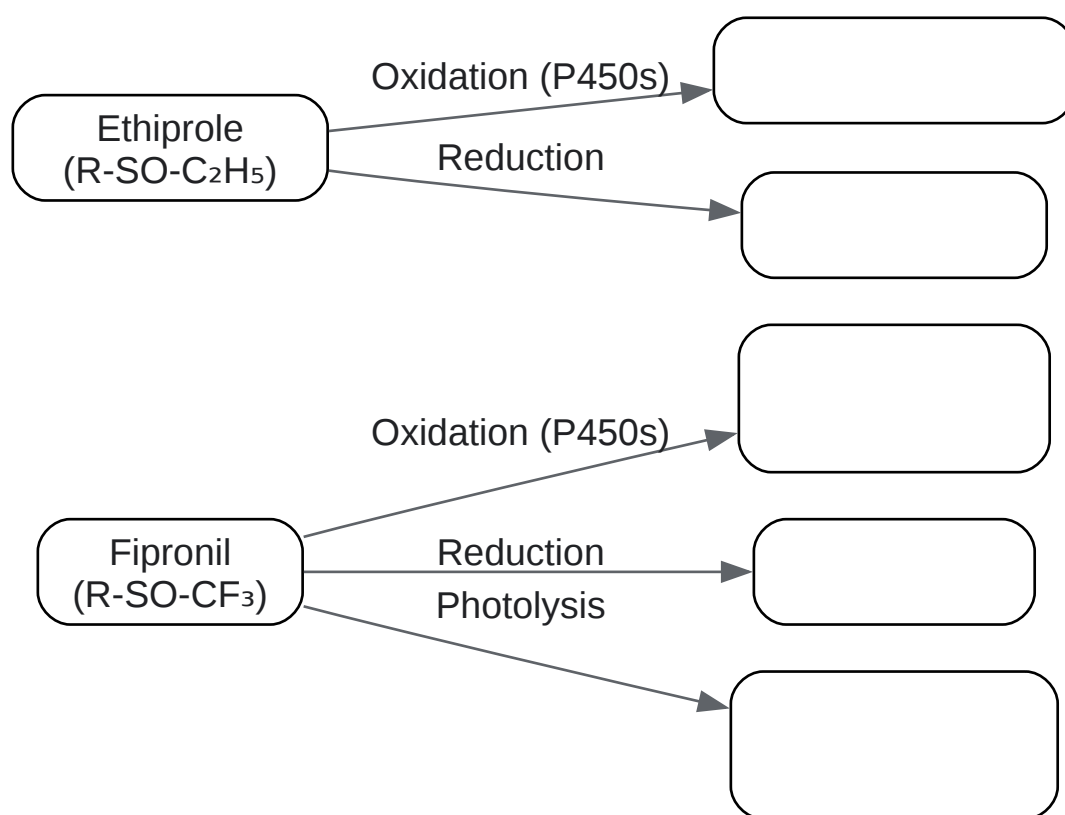 Oxidation (P450s)
Ethiprole
(R-SO-C₂H₅)
Reduction
Oxidation (P450s)
Fipronil
(R-SO-CF₃)
Reduction
Photolysis